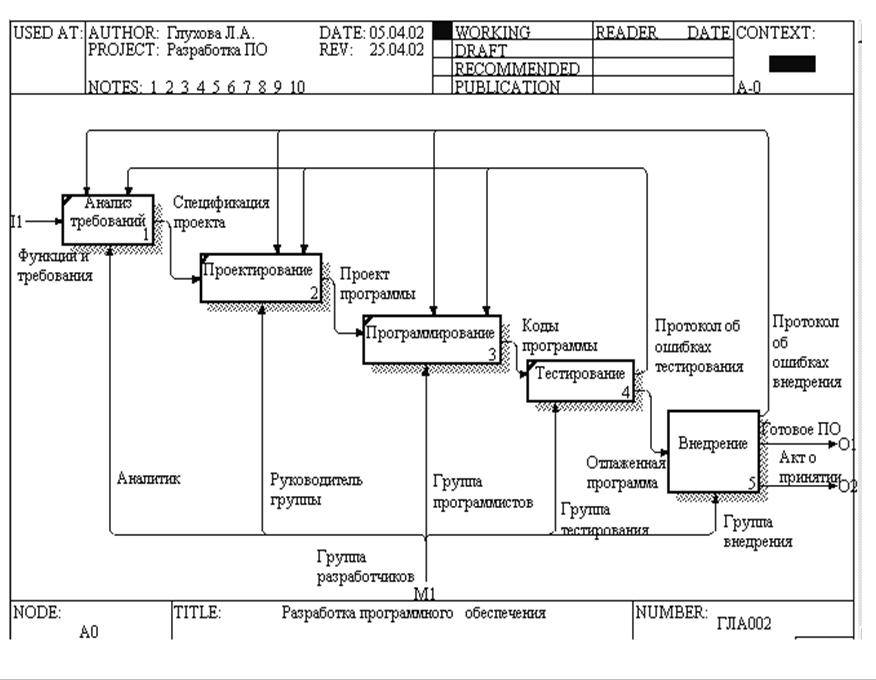 USED AT: AUTHOR: Глухова Л.А. DATE: 05.04.02 WORKING READER DATE CONTEXT:
PROJECT: Разработка ПО REV: 25.04.02 DRAFT
RECOMMENDED
NOTES: 1 2 3 4 5 6 7 8 9 10 PUBLICATION A-0
Анализ
требований
1
I1
Функции и
требования
Спецификация
проекта
Проектирование
2
Проект
программы
Программирование
3
Коды
программы
Тестирование
4
Протокол об
ошибках
тестирования
Протокол
об
ошибках
внедрения
Внедрение
5
Готовое ПО
O1
Акт о
принятии
O2
Отлаженная
программа
Аналитик
Руководитель
группы
Группа
программистов
Группа
тестирования
Группа
внедрения
Группа
разработчиков
M1
NODE: TITLE: Разработка программного обеспечения NUMBER:
A0 ГЛА002